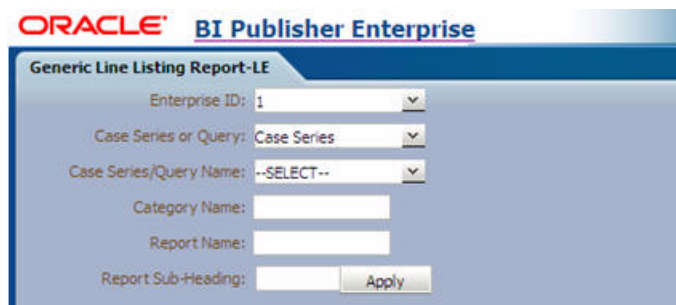 ORACLE BI Publisher Enterprise
Generic Line Listing Report-LE
Enterprise ID: 1
Case Series or Query: Case Series
Case Series/Query Name: --SELECT--
Category Name:
Report Name:
Report Sub-Heading: Apply